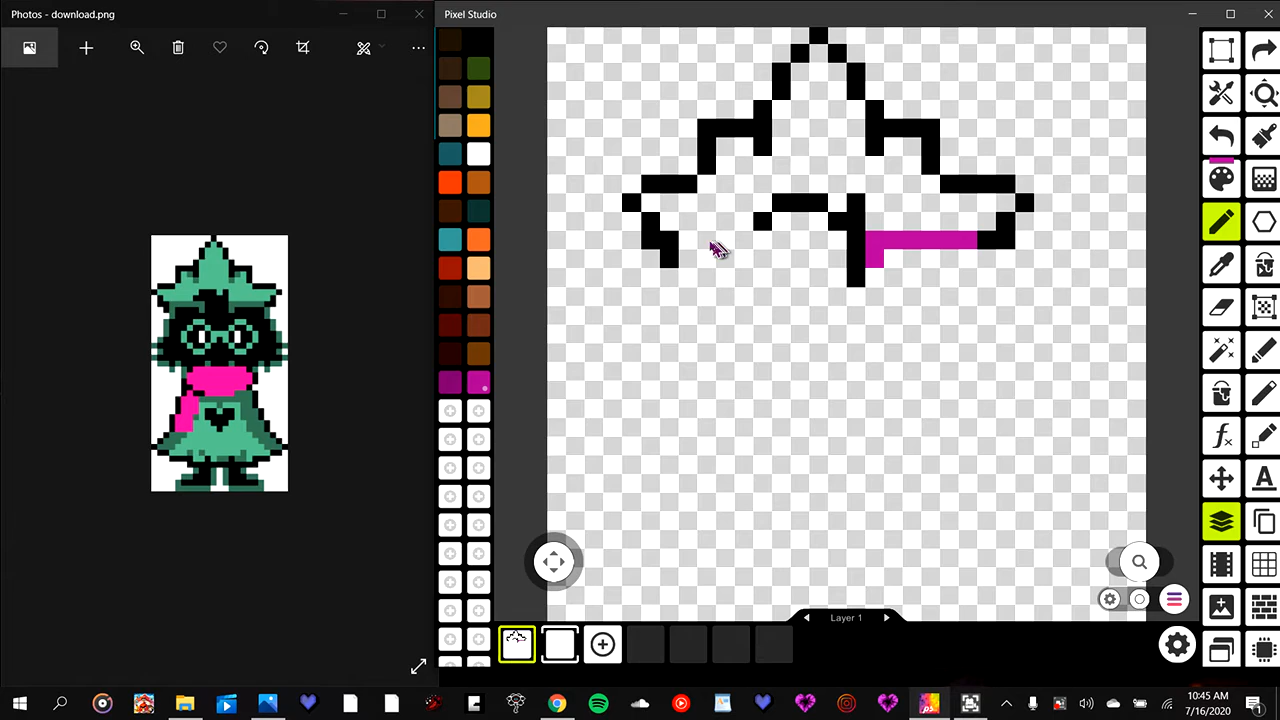 Photos - download.png
Pixel Studio
Layer 1
10:45 AM
7/16/2020